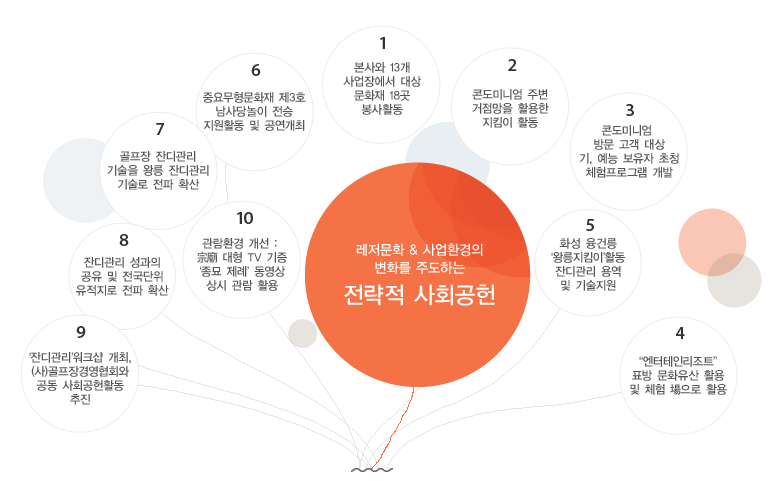 1
본사와 13개
사업장에서 대상
문화재 18곳
봉사활동
2
콘도미니엄 주변
거점망을 활용한
지킴이 활동
3
콘도미니엄
방문 고객 대상
기, 예능 보유자 초청
체험프로그램 개발
4
“엔터테인리조트”
표방 문화유산 활용
및 체험 場으로 활용
5
화성 융건릉
‘왕릉지킴이’활동
잔디관리 용역
및 기술지원
6
중요무형문화재 제3호
남사당놀이 전승
지원활동 및 공연개최
7
골프장 잔디관리
기술을 왕릉 잔디관리
기술로 전파 확산
8
잔디관리 성과의
공유 및 전국단위
유적지로 전파 확산
9
‘잔디관리’워크샵 개최,
(사)골프장경영협회와
공동 사회공헌활동
추진
10
관람환경 개선 :
宗廟 대형 TV 기증
‘종묘 제례’ 동영상
상시 관람 활용
레저문화 & 사업환경의
변화를 주도하는
전략적 사회공헌